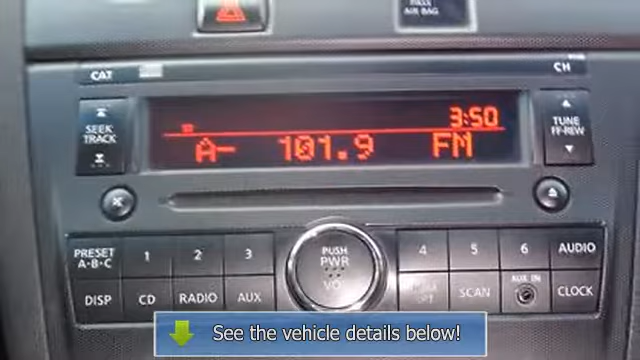 PASS
AIR BAG
CAT
CH
SEEK
TRACK
3:50
A- 101.9 FM
TUNE
FF·REW
PRESET
A·B·C
1
2
3
PUSH
PWR
VOL
4
5
6
AUDIO
DISP
CD
RADIO
AUX
SCAN
AUX IN
CLOCK
See the vehicle details below!